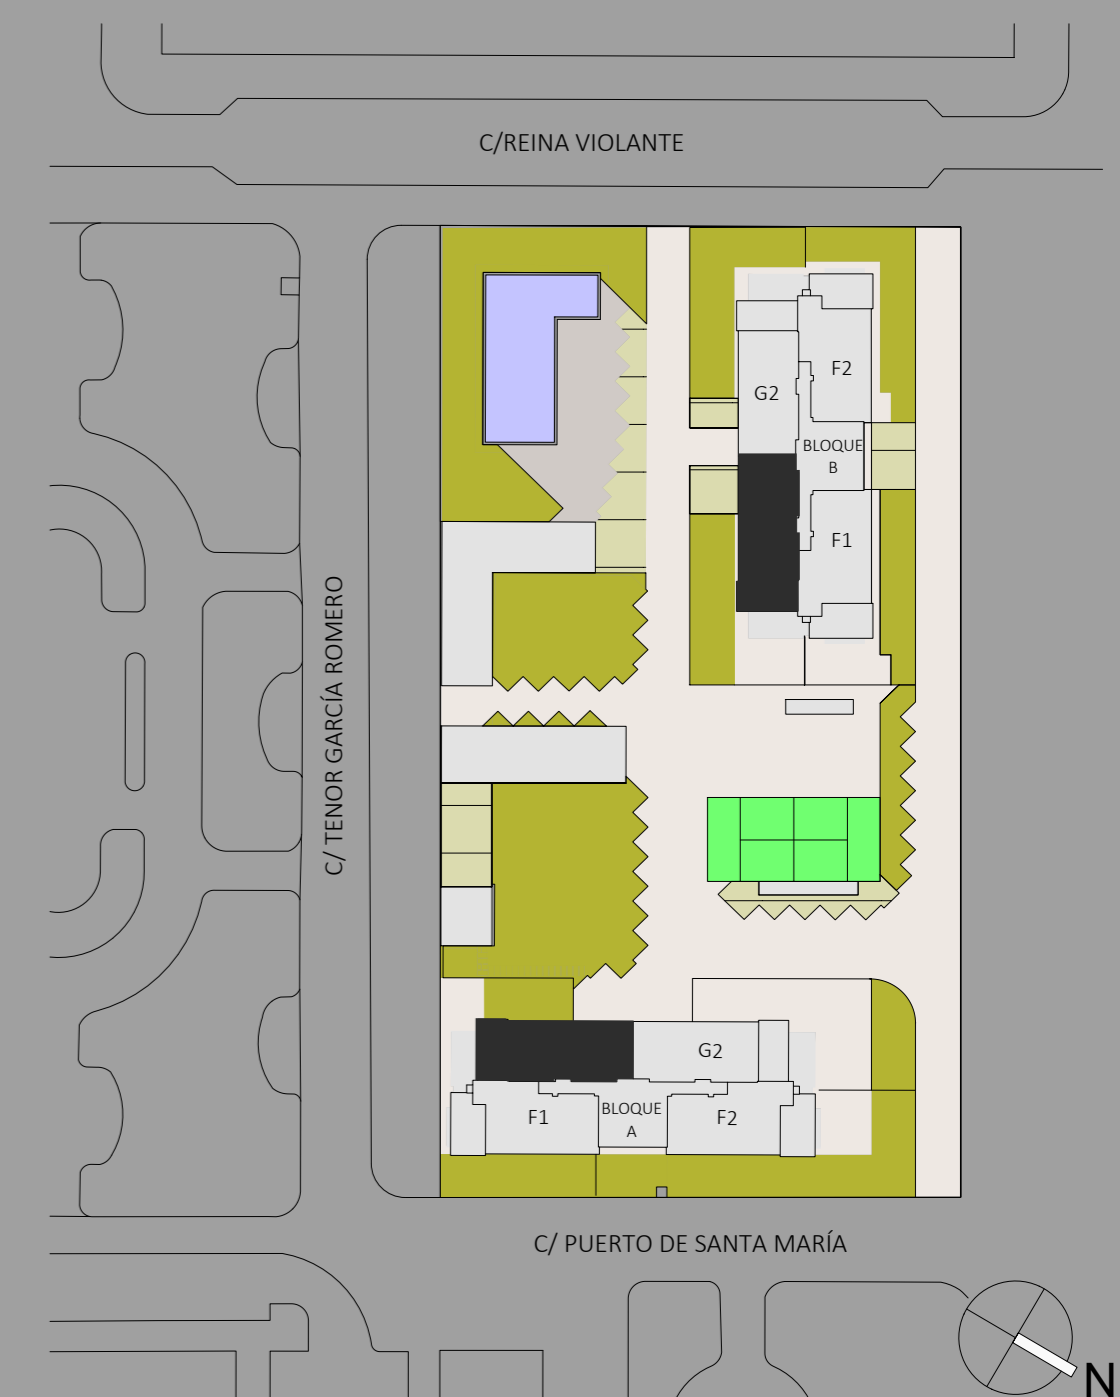 C/REINA VIOLANTE
F2
G2
BLOQUE
B
F1
C/ TENOR GARCÍA ROMERO
G2
BLOQUE
A
F1
F2
C/ PUERTO DE SANTA MARÍA
N